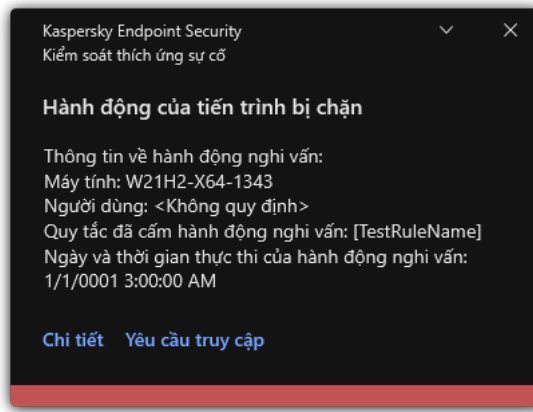 Kaspersky Endpoint Security
Kiểm soát thích ứng sự cố
Hành động của tiến trình bị chặn
Thông tin về hành động nghi vấn:
Máy tính: W21H2-X64-1343
Người dùng: <Không quy định>
Quy tắc đã cấm hành động nghi vấn: [TestRuleName]
Ngày và thời gian thực thi của hành động nghi vấn:
1/1/0001 3:00:00 AM
Chi tiết Yêu cầu truy cập